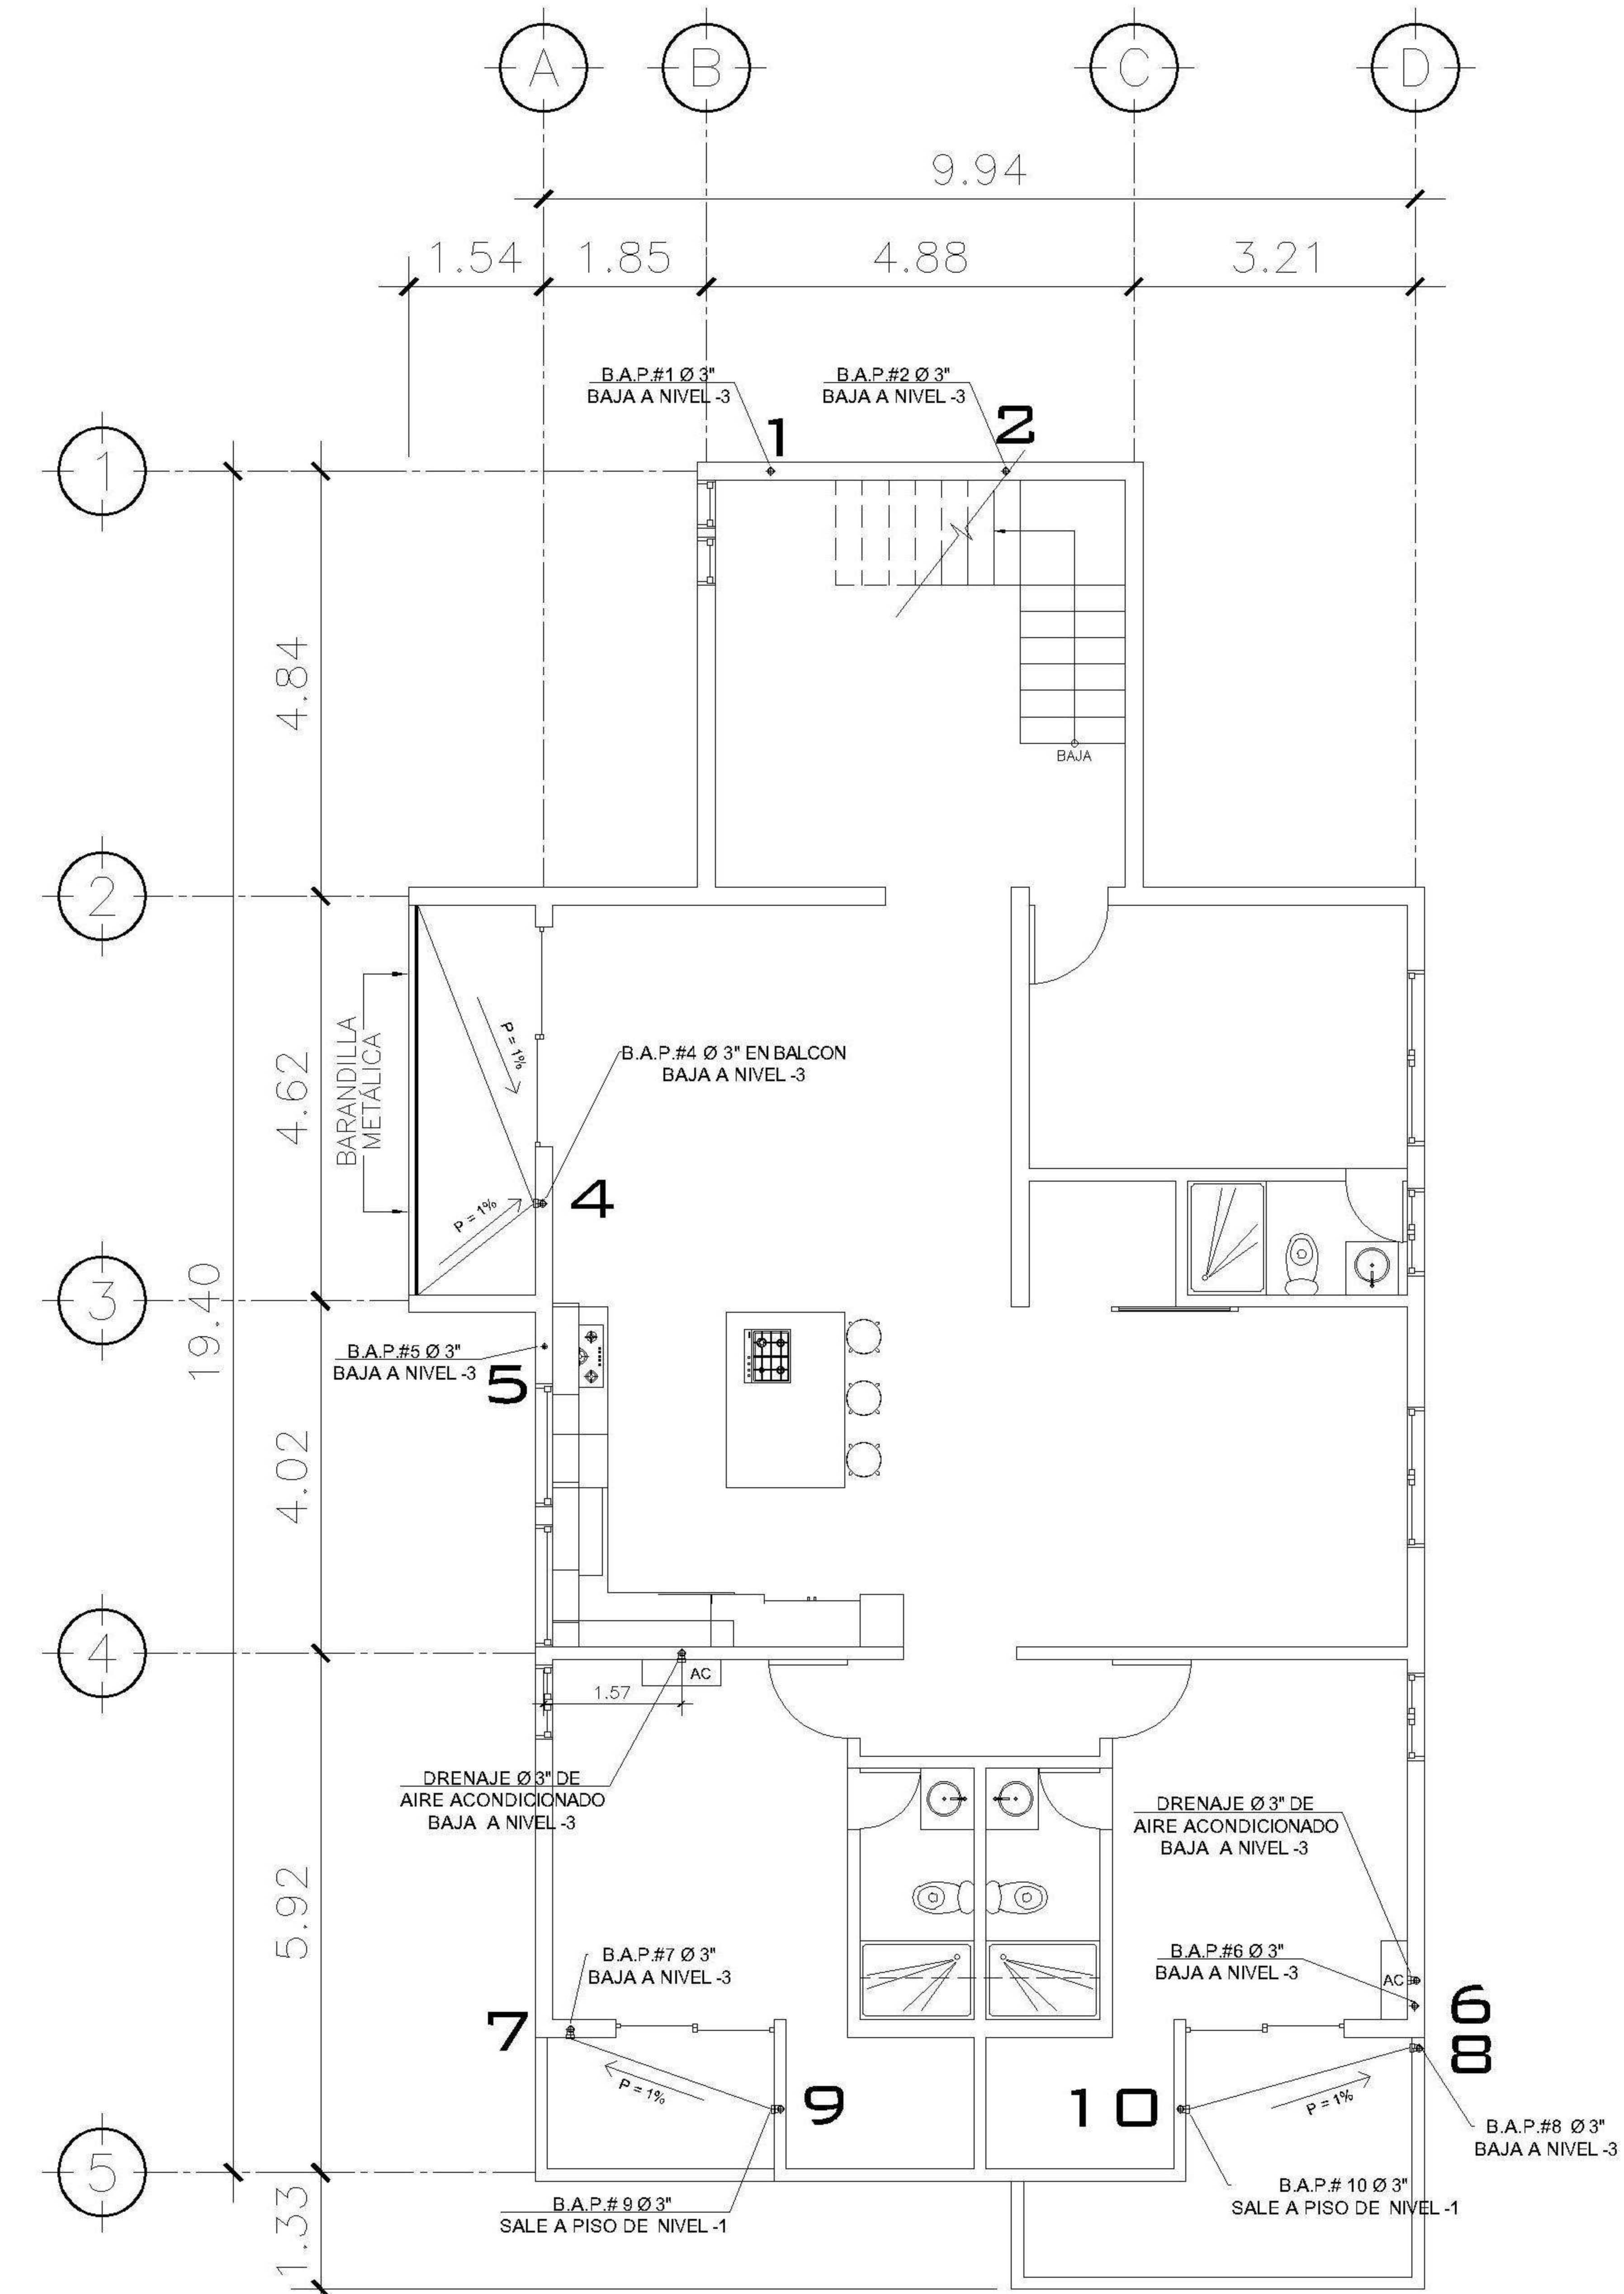 A B C D
9.94
1.54 1.85 4.88 3.21
B.A.P.#1 Ø 3"
BAJA A NIVEL -3
1
B.A.P.#2 Ø 3"
BAJA A NIVEL -3
2
1
4.84
BAJA
2
BARANDILLA
METÁLICA
P = 1%
B.A.P.#4 Ø 3" EN BALCON
BAJA A NIVEL -3
4.62
P = 1%
4
3
19.40
B.A.P.#5 Ø 3"
BAJA A NIVEL -3
5
4.02
4
AC
1.57
DRENAJE Ø 3" DE
AIRE ACONDICIONADO
BAJA A NIVEL -3
DRENAJE Ø 3" DE
AIRE ACONDICIONADO
BAJA A NIVEL -3
5.92
B.A.P.#7 Ø 3"
BAJA A NIVEL -3
B.A.P.#6 Ø 3"
BAJA A NIVEL -3
AC
6
7
8
P = 1%
9
10
P = 1%
B.A.P.#8 Ø 3"
BAJA A NIVEL -3
5
B.A.P.# 9 Ø 3"
SALE A PISO DE NIVEL -1
B.A.P.# 10 Ø 3"
SALE A PISO DE NIVEL -1
1.33